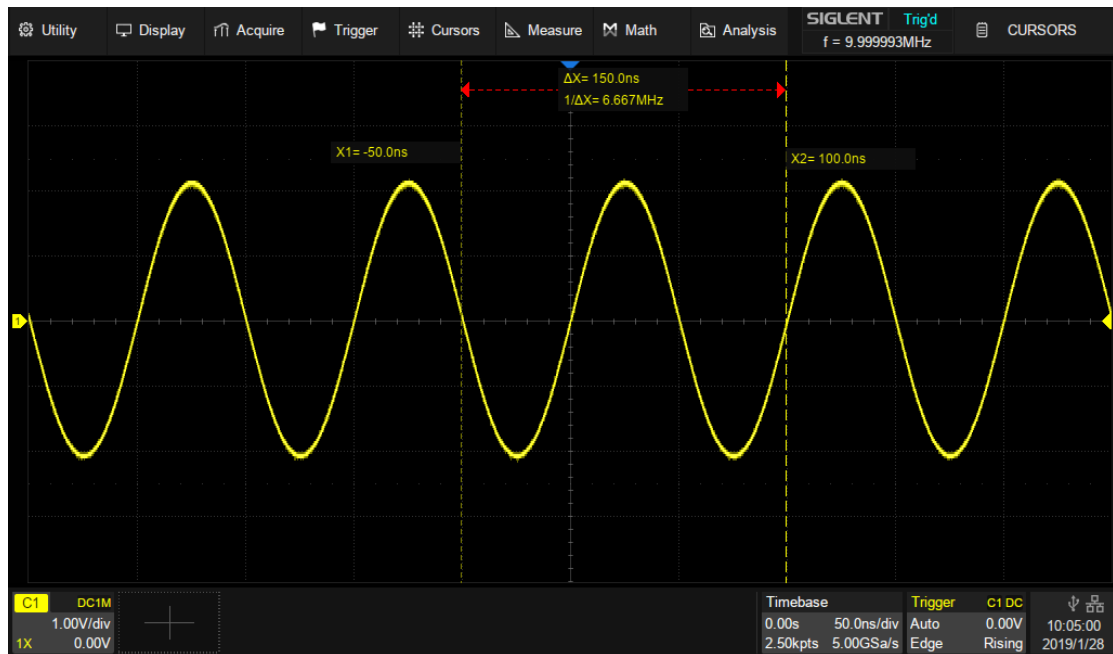 Utility Display Acquire Trigger Cursors Measure Math Analysis SIGLENT Trig'd CURSORS
f = 9.999993MHz
ΔX= 150.0ns
1/ΔX= 6.667MHz
X1= -50.0ns
X2= 100.0ns
1
C1 DC1M
1.00V/div
1X 0.00V
Timebase
0.00s 50.0ns/div
2.50kpts 5.00GSa/s
Trigger C1 DC
Auto 0.00V
Edge Rising
10:05:00
2019/1/28